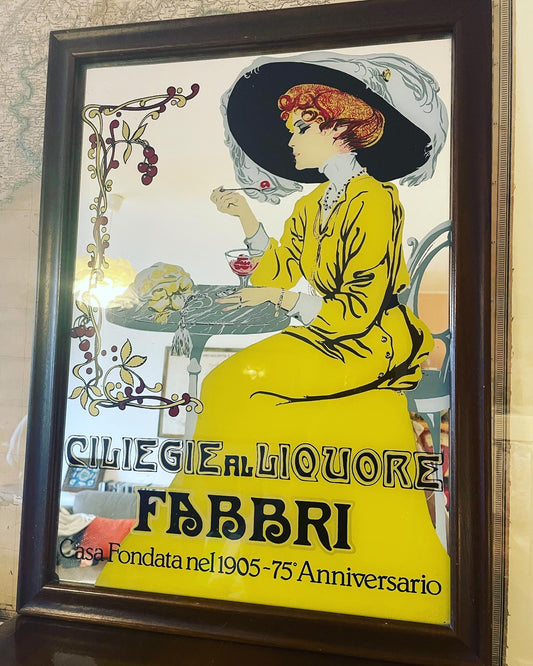 CILIEGIE AL LIQUORE
FABBRI
Casa Fondata nel 1905-75° Anniversario